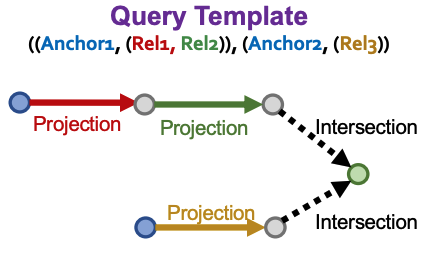 Query Template
((Anchor1, (Rel1, Rel2)), (Anchor2, (Rel3))
Projection
Projection
Intersection
Projection
Intersection